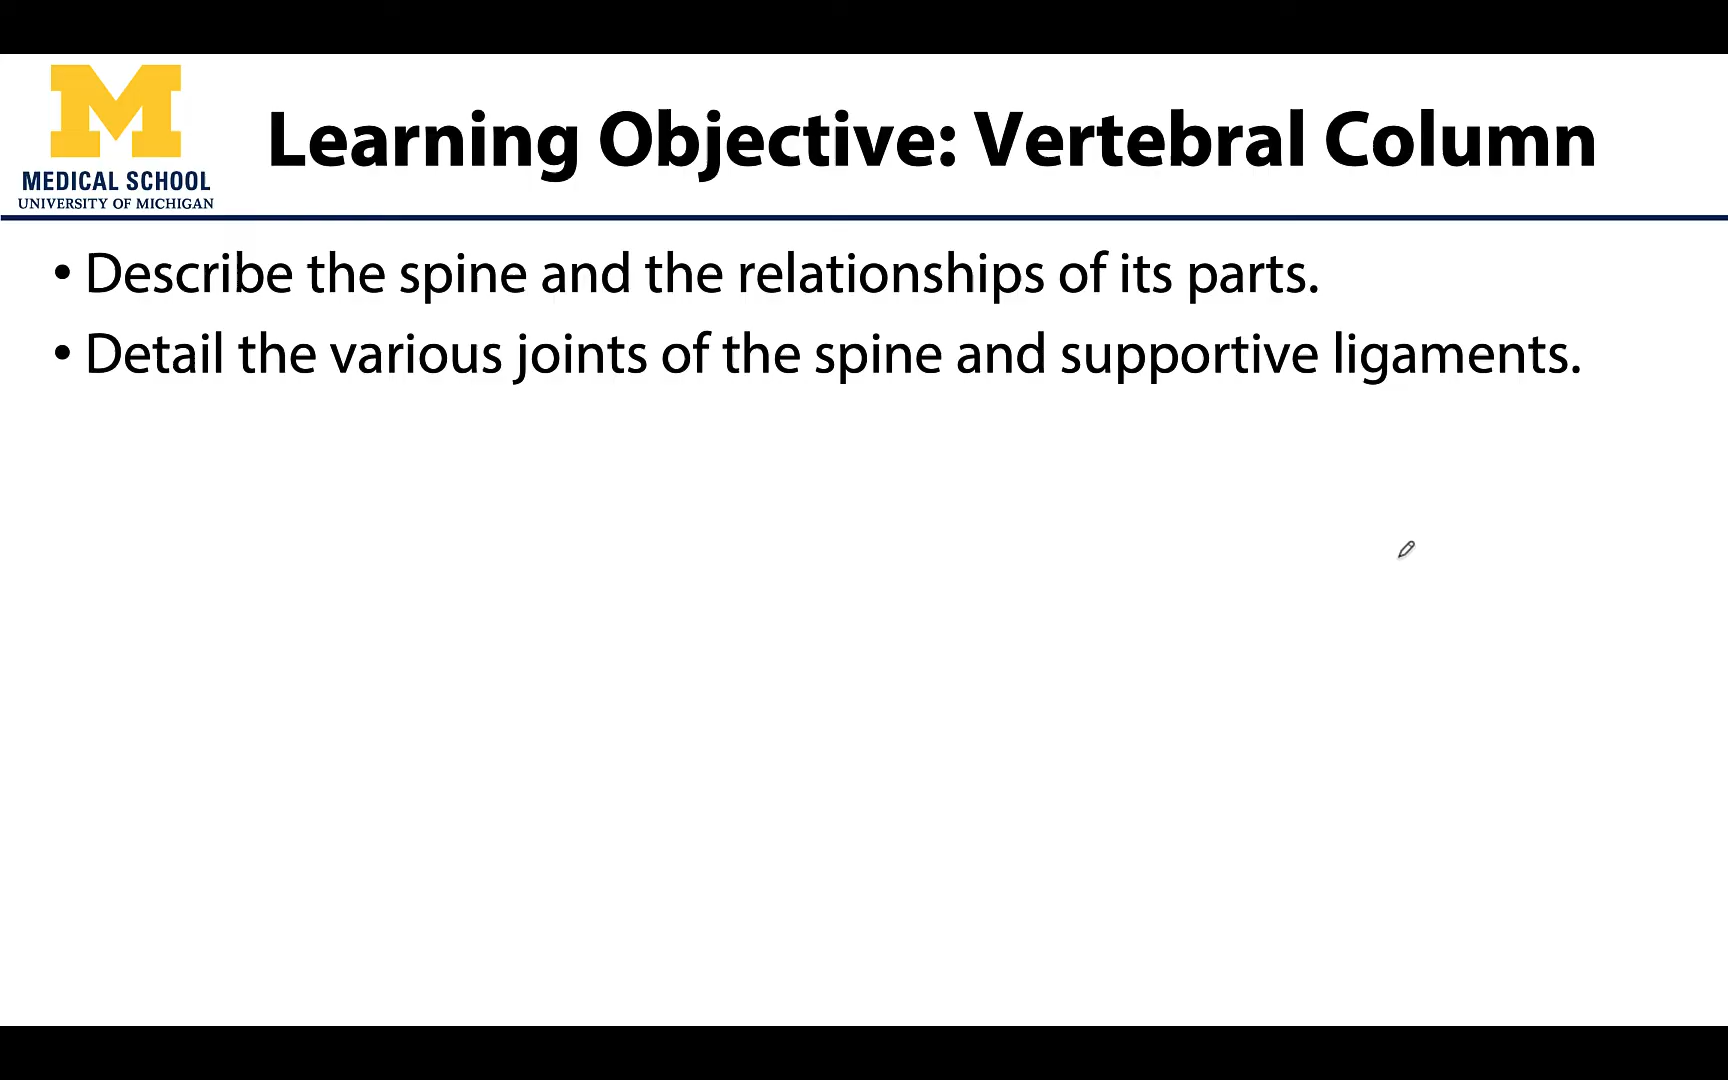 M
MEDICAL SCHOOL
UNIVERSITY OF MICHIGAN
Learning Objective: Vertebral Column
• Describe the spine and the relationships of its parts.
• Detail the various joints of the spine and supportive ligaments.